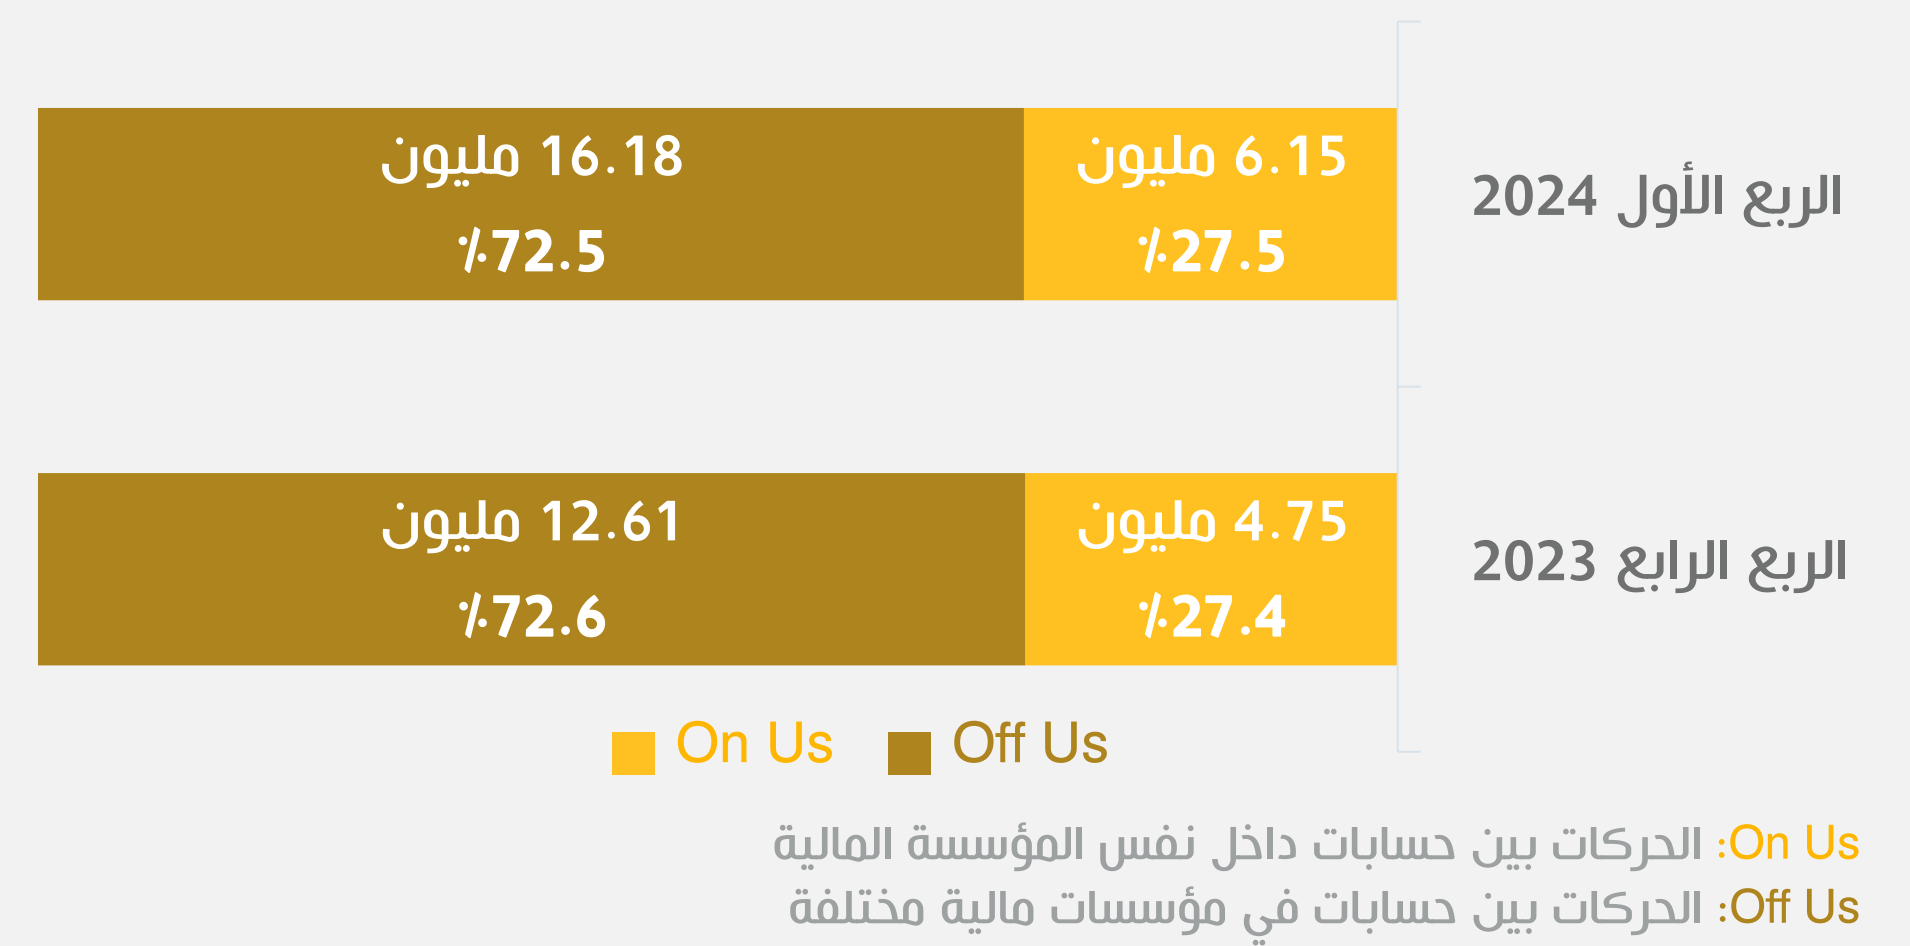 الربع الأول 2024
6.15 مليون
16.18 مليون
27.5٪
72.5٪
الربع الرابع 2023
4.75 مليون
12.61 مليون
27.4٪
72.6٪
On Us
Off Us
On Us: الحركات بين حسابات داخل نفس المؤسسة المالية
Off Us: الحركات بين حسابات في مؤسسات مالية مختلفة